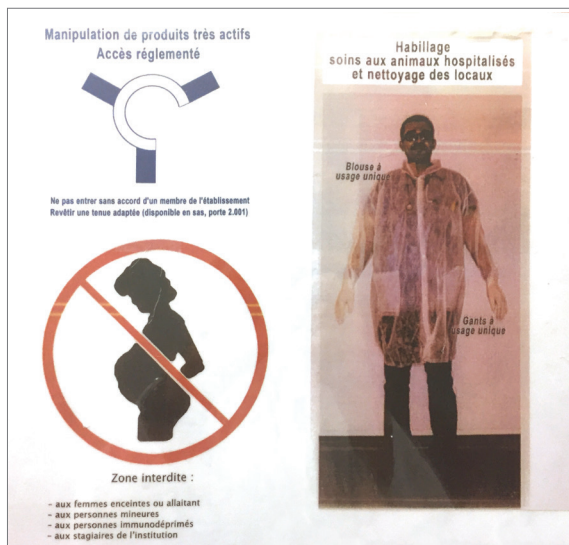 Manipulation de produits très actifs
Accès réglementé
Ne pas entrer sans accord d'un membre de l'établissement
Revêtir une tenue adaptée (disponible en sas, porte 2.001)
Zone interdite :
- aux femmes enceintes ou allaitant
- aux personnes mineures
- aux personnes immunodéprimés
- aux stagiaires de l'institution
Habillage
soins aux animaux hospitalisés
et nettoyage des locaux
Blouse à
usage unique
Gants à
usage unique